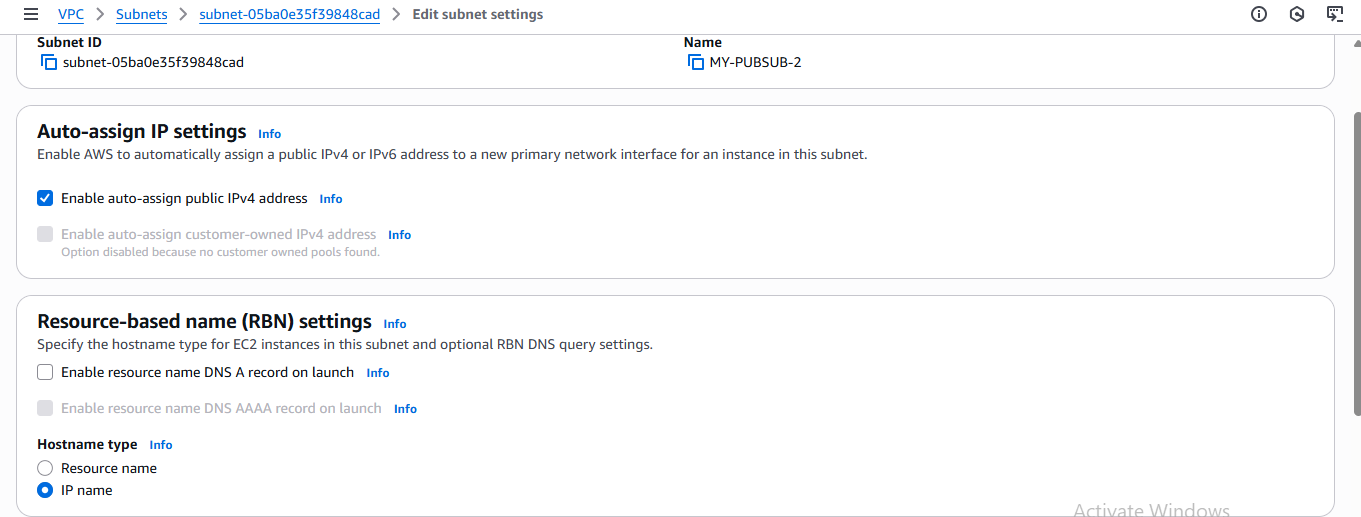 VPC > Subnets > subnet-05ba0e35f39848cad > Edit subnet settings
Subnet ID
subnet-05ba0e35f39848cad
Name
MY-PUBSUB-2
Auto-assign IP settings Info
Enable AWS to automatically assign a public IPv4 or IPv6 address to a new primary network interface for an instance in this subnet.
Enable auto-assign public IPv4 address Info
Enable auto-assign customer-owned IPv4 address Info
Option disabled because no customer owned pools found.
Resource-based name (RBN) settings Info
Specify the hostname type for EC2 instances in this subnet and optional RBN DNS query settings.
Enable resource name DNS A record on launch Info
Enable resource name DNS AAAA record on launch Info
Hostname type Info
Resource name
IP name
Activate Windows